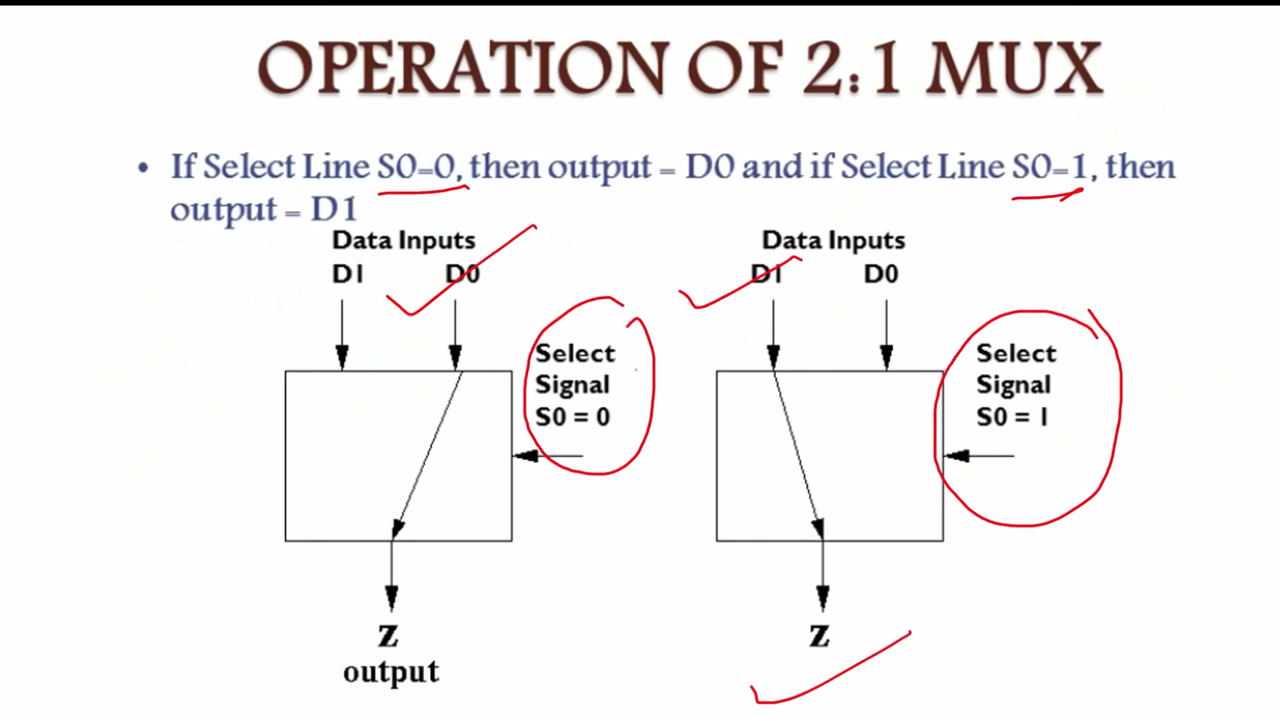 OPERATION OF 2:1 MUX
• If Select Line S0=0, then output = D0 and if Select Line S0=1, then
output = D1
Data Inputs
D1 D0
Select
Signal
S0 = 0
Z
output
Data Inputs
D1 D0
Select
Signal
S0 = 1
Z